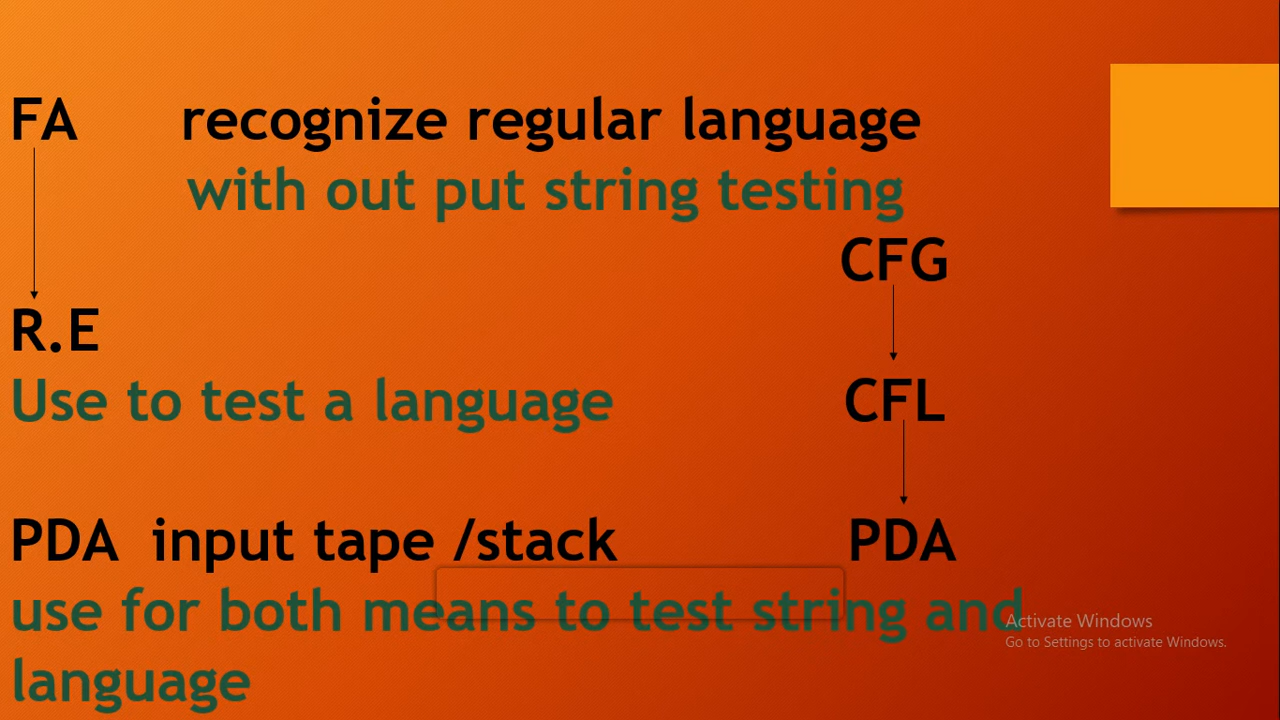 FA recognize regular language
with out put string testing
CFG
R.E
Use to test a language CFL
PDA input tape /stack PDA
use for both means to test string and
language
Activate Windows
Go to Settings to activate Windows.